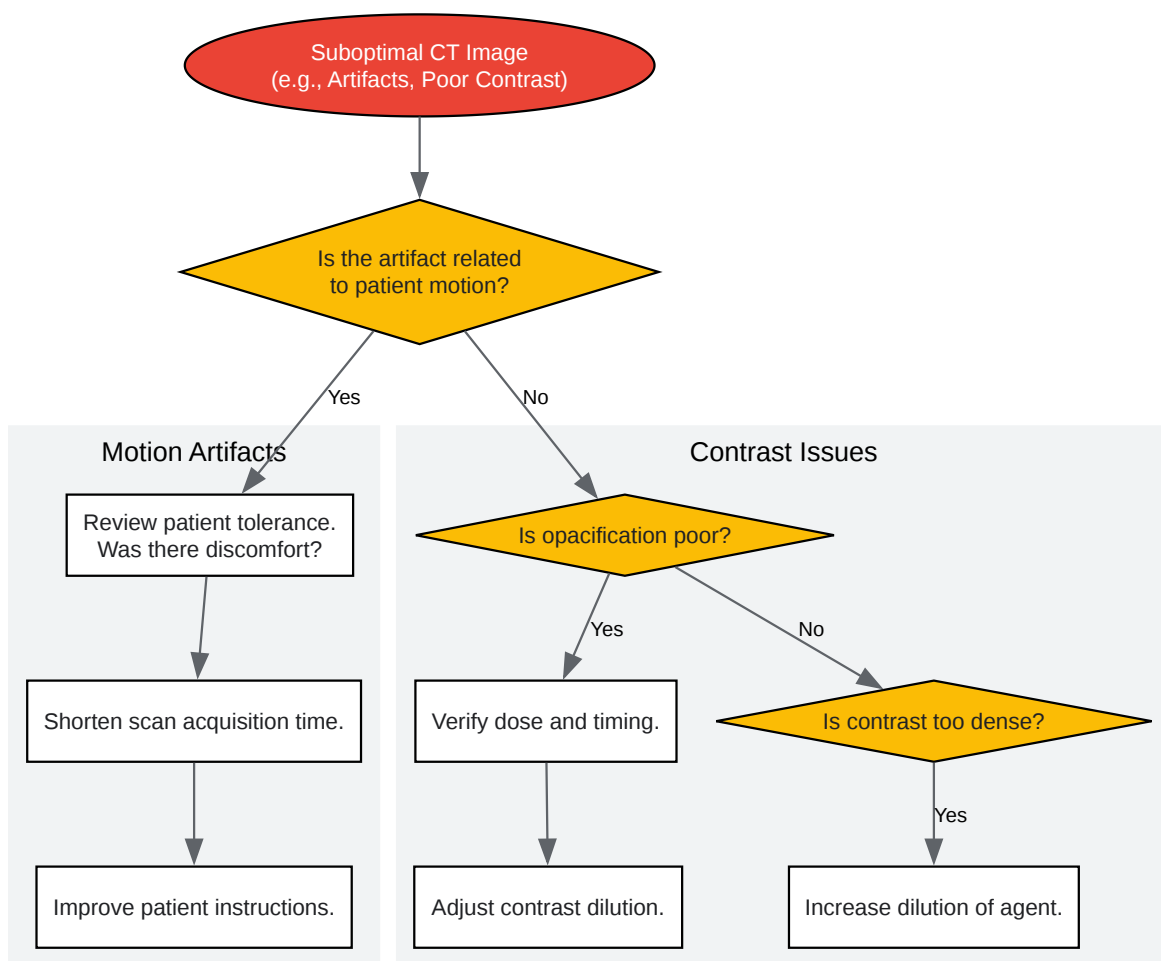 Suboptimal CT Image
(e.g., Artifacts, Poor Contrast)
Is the artifact related
to patient motion?
Yes
No
Motion Artifacts
Contrast Issues
Review patient tolerance.
Was there discomfort?
Is opacification poor?
Yes
No
Shorten scan acquisition time.
Verify dose and timing.
Is contrast too dense?
Yes
Improve patient instructions.
Adjust contrast dilution.
Increase dilution of agent.